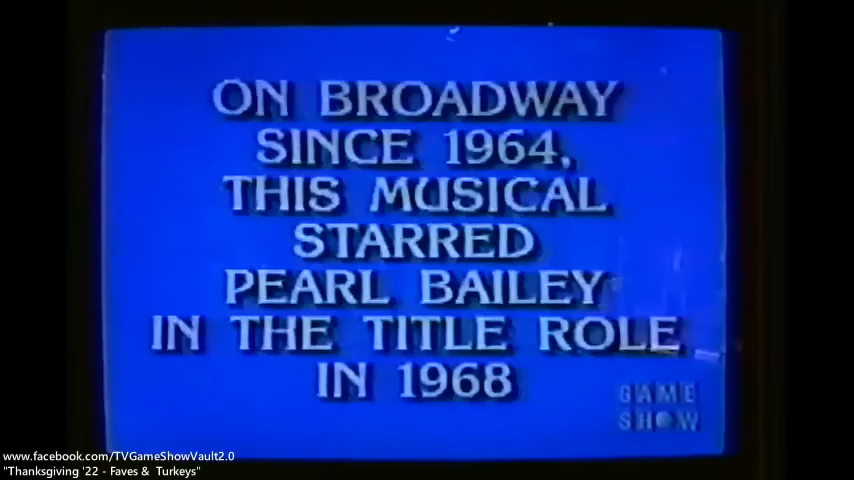 ON BROADWAY
SINCE 1964,
THIS MUSICAL
STARRED
PEARL BAILEY
IN THE TITLE ROLE
IN 1968
GAME
SHOW
www.facebook.com/TVGameShowVault2.0
"Thanksgiving '22 - Faves & Turkeys"